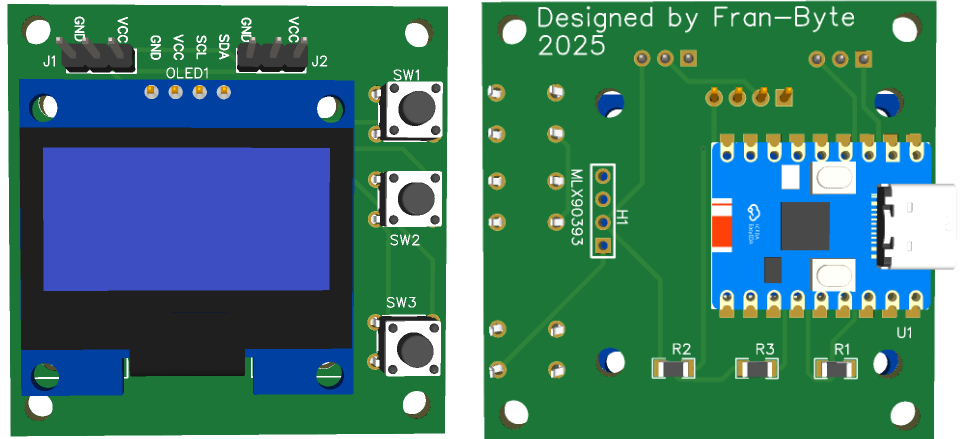 GND
VCC
J1
GND
VCC
SCL
SDA
GND
VCC
J2
OLED1
SW1
SW2
SW3
Designed by Fran-Byte
2025
MLX90393
H1
U1
R2
R3
R1